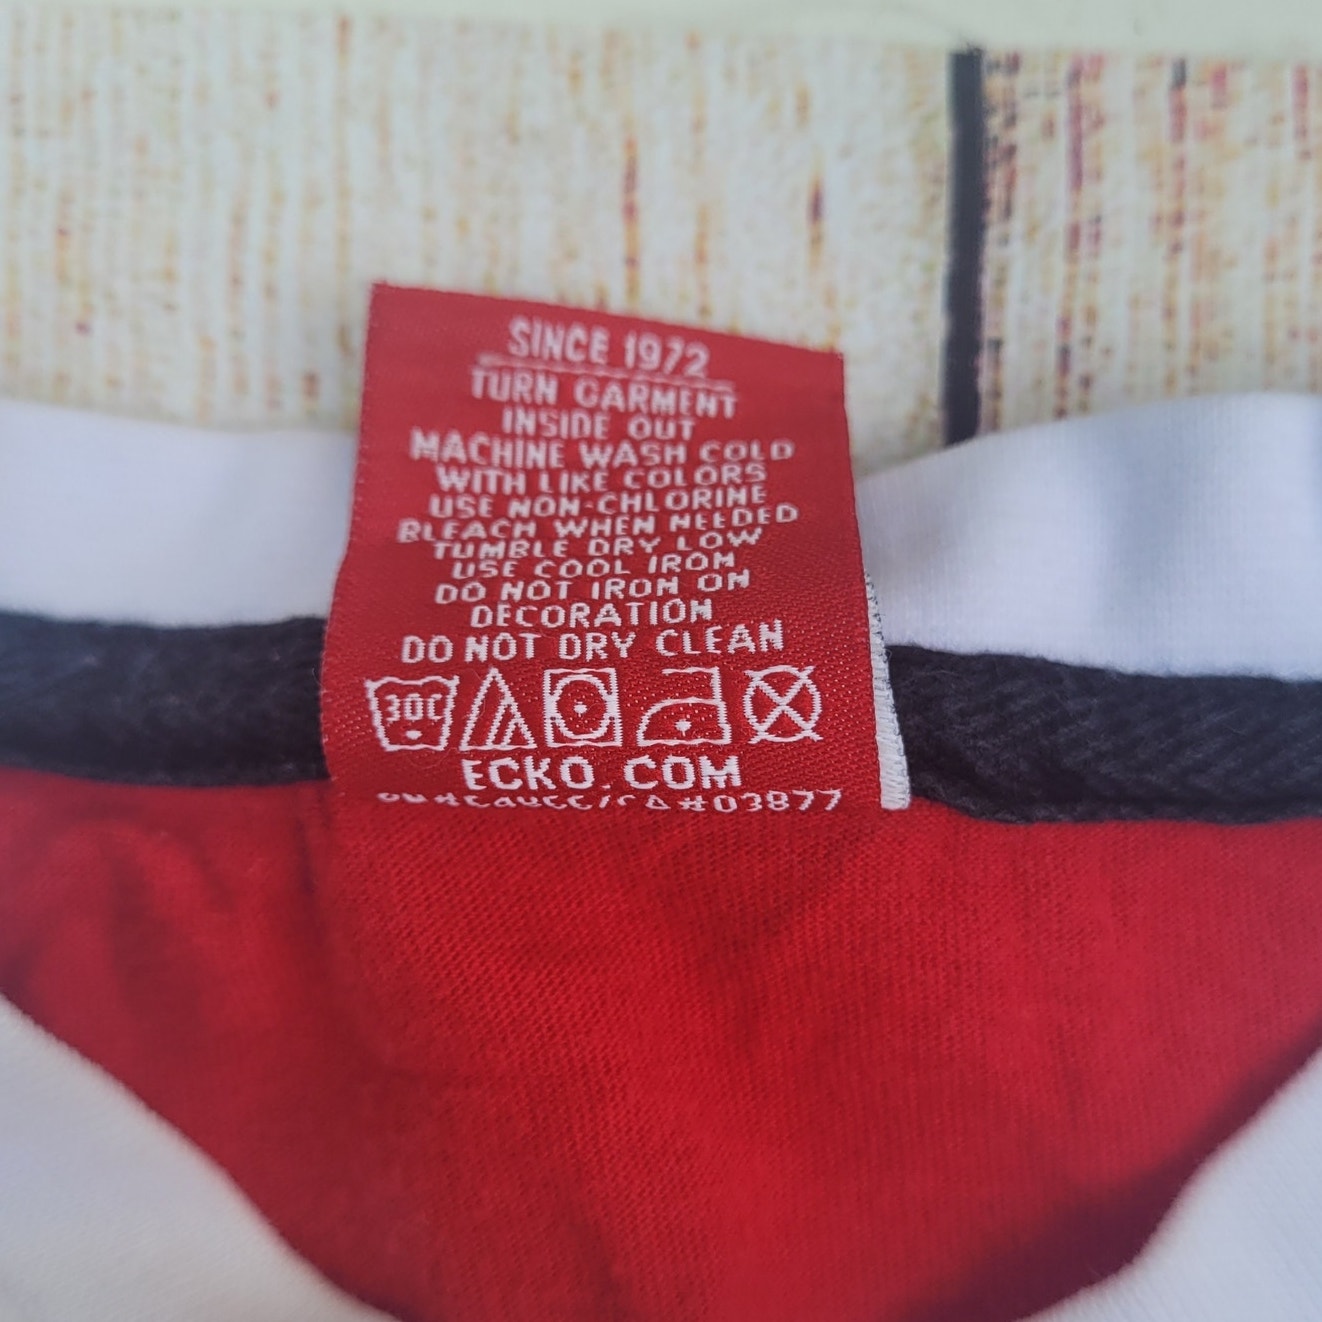 SINCE 1972
TURN GARMENT
INSIDE OUT
MACHINE WASH COLD
WITH LIKE COLORS
USE NON-CHLORINE
BLEACH WHEN NEEDED
TUMBLE DRY LOW
USE COOL IRON
DO NOT IRON ON
DECORATION
DO NOT DRY CLEAN
30C
ECKO.COM
#03877